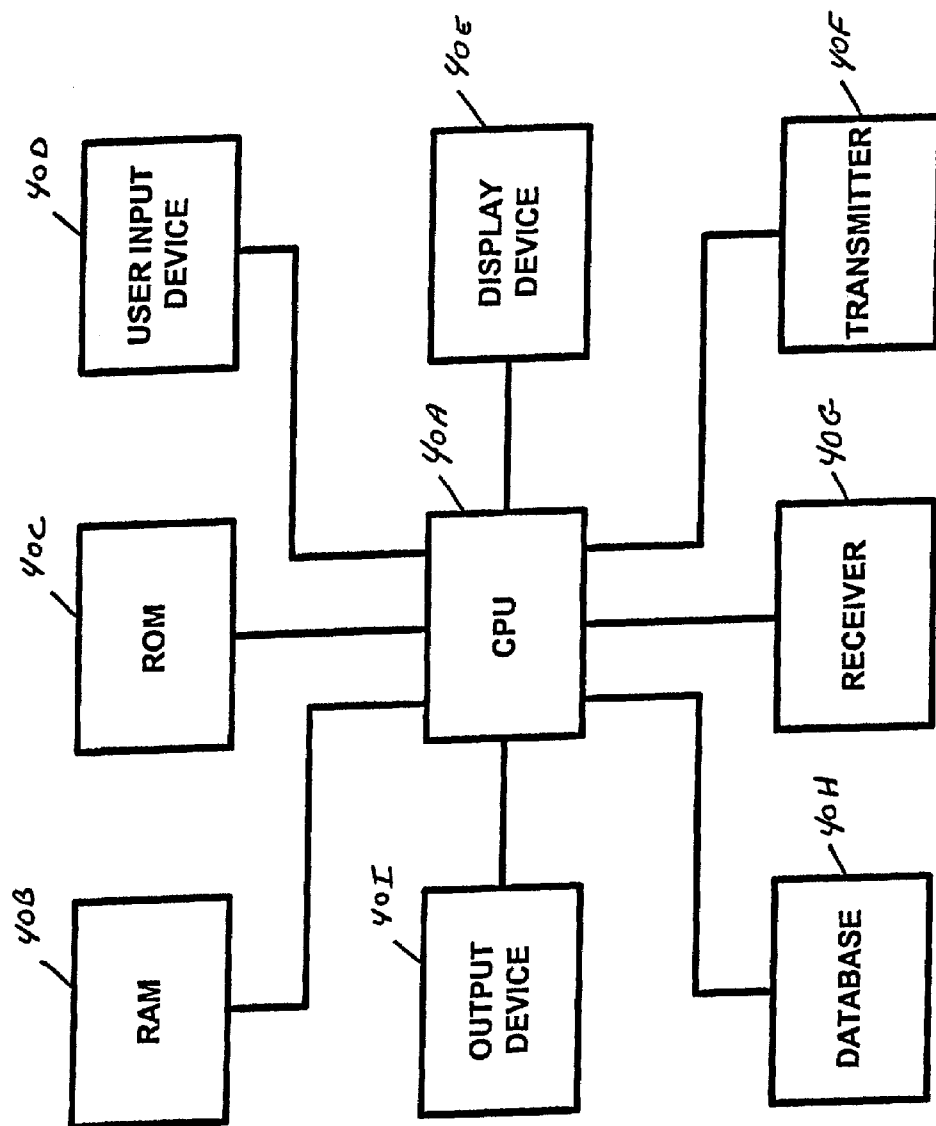 40B
RAM
40C
ROM
40D
USER INPUT
DEVICE
40I
OUTPUT
DEVICE
40A
CPU
40E
DISPLAY
DEVICE
40H
DATABASE
40G
RECEIVER
40F
TRANSMITTER